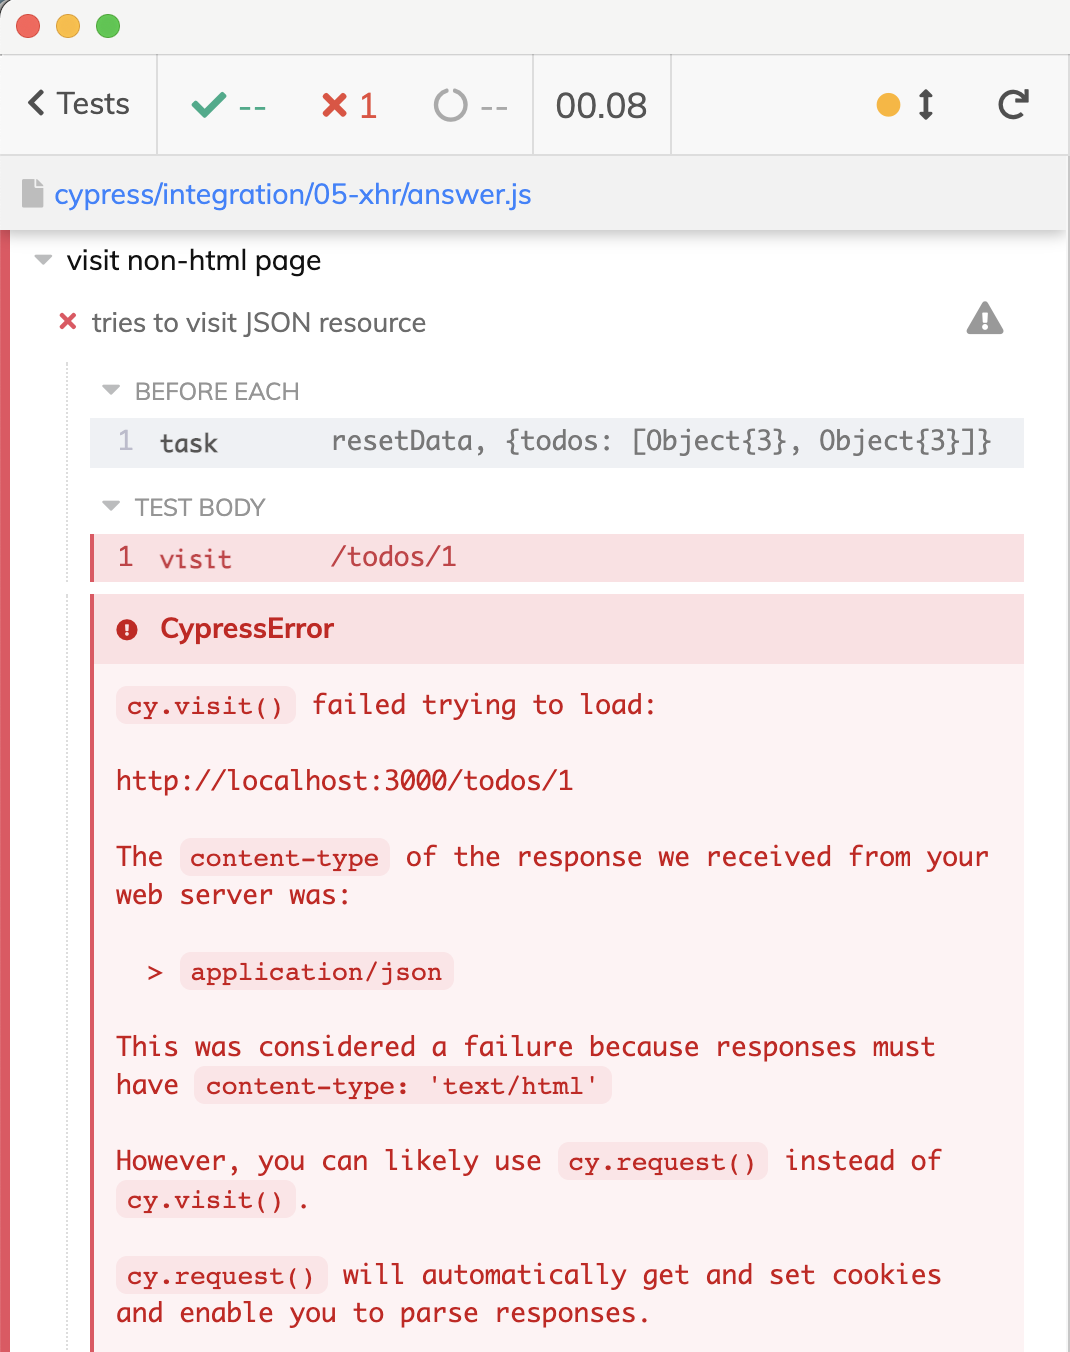 Tests -- 1 -- 00.08
cypress/integration/05-xhr/answer.js
visit non-html page
tries to visit JSON resource
BEFORE EACH
1 task resetData, {todos: [Object{3}, Object{3}]}
TEST BODY
1 visit /todos/1
CypressError
cy.visit() failed trying to load:
http://localhost:3000/todos/1
The content-type of the response we received from your
web server was:
> application/json
This was considered a failure because responses must
have content-type: 'text/html'
However, you can likely use cy.request() instead of
cy.visit().
cy.request() will automatically get and set cookies
and enable you to parse responses.